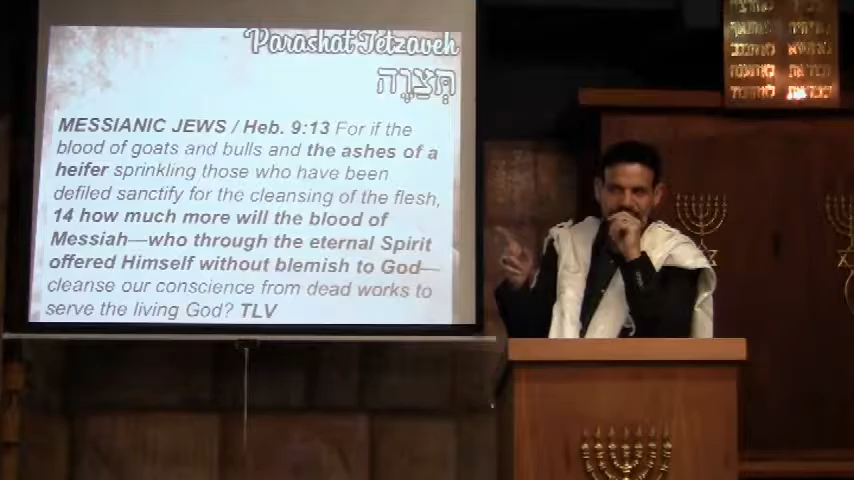 Parashat Tetzaveh
תְּצַוֶּה
MESSIANIC JEWS / Heb. 9:13 For if the
blood of goats and bulls and the ashes of a
heifer sprinkling those who have been
defiled sanctify for the cleansing of the flesh,
14 how much more will the blood of
Messiah—who through the eternal Spirit
offered Himself without blemish to God—
cleanse our conscience from dead works to
serve the living God? TLV